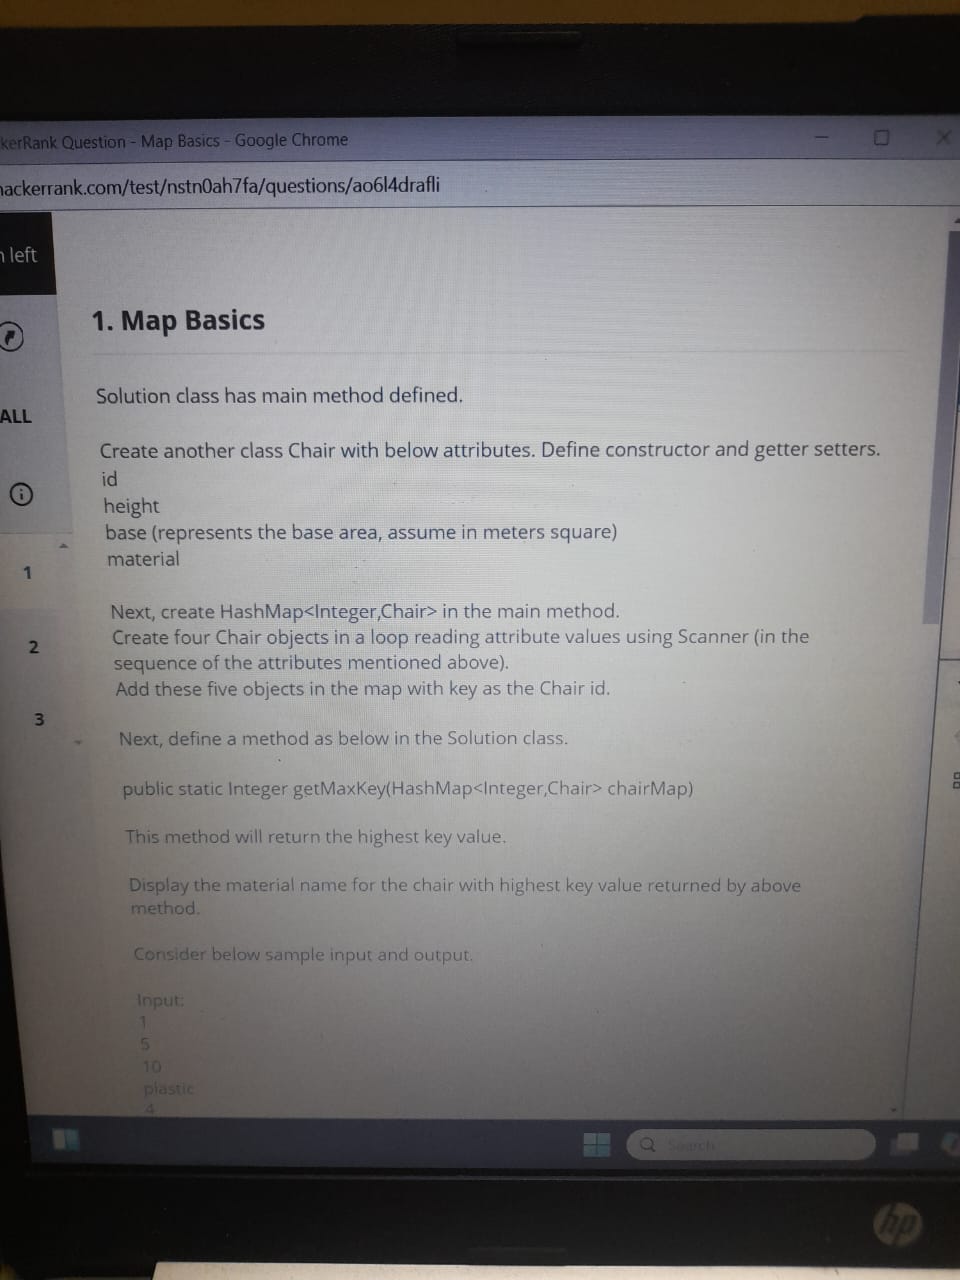 kerRank Question - Map Basics - Google Chrome
hackerrank.com/test/nstn0ah7fa/questions/ao6l4drafli
left
1. Map Basics
Solution class has main method defined.
ALL
Create another class Chair with below attributes. Define constructor and getter setters.
id
height
base (represents the base area, assume in meters square)
material
1
Next, create HashMap<Integer,Chair> in the main method.
Create four Chair objects in a loop reading attribute values using Scanner (in the
2
sequence of the attributes mentioned above).
Add these five objects in the map with key as the Chair id.
3
Next, define a method as below in the Solution class.
public static Integer getMaxKey(HashMap<Integer,Chair> chairMap)
This method will return the highest key value.
Display the material name for the chair with highest key value returned by above
method.
Consider below sample input and output.
Input:
1
5
10
plastic
4
Search
hp